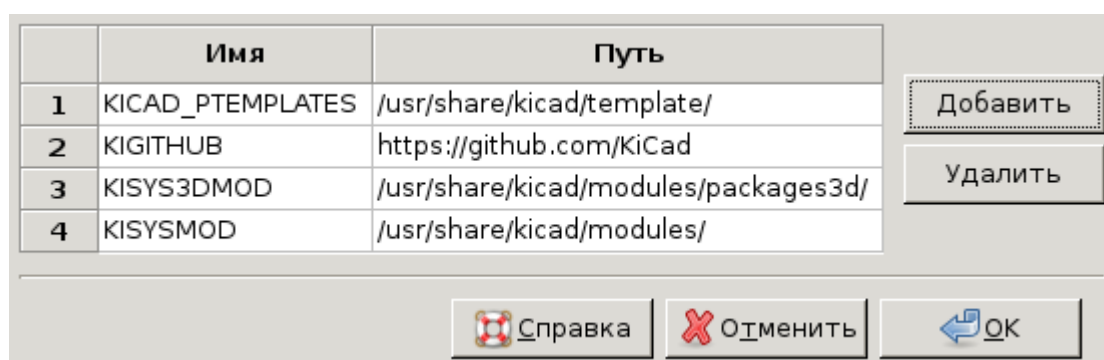 Имя Путь
1 KICAD_PTEMPLATES /usr/share/kicad/template/
Добавить
2 KIGITHUB https://github.com/KiCad
3 KISYS3DMOD /usr/share/kicad/modules/packages3d/
Удалить
4 KISYSMOD /usr/share/kicad/modules/
Справка Отменить OK